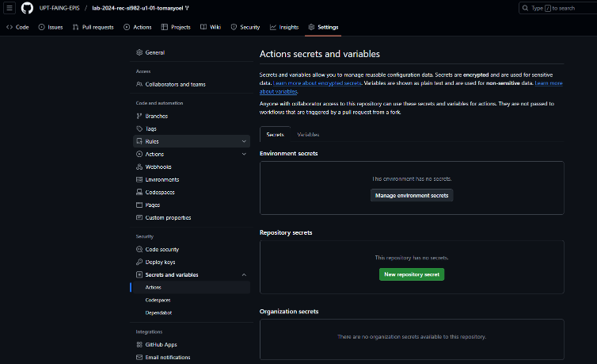 UPT-FAING-EPIS / lab-2024-rec-si982-u1-01-tomasyoel
Type / to search
Code Issues Pull requests Actions Projects Wiki Security Insights Settings
General
Access
Collaborators and teams
Code and automation
Branches
Tags
Rules
Actions
Webhooks
Environments
Codespaces
Pages
Custom properties
Security
Code security
Deploy keys
Secrets and variables
Actions
Codespaces
Dependabot
Integrations
GitHub Apps
Email notifications
Actions secrets and variables
Secrets and variables allow you to manage reusable configuration data. Secrets are encrypted and are used for sensitive
data. Learn more about encrypted secrets. Variables are shown as plain text and are used for non-sensitive data. Learn more
about variables.
Anyone with collaborator access to this repository can use these secrets and variables for actions. They are not passed to
workflows that are triggered by a pull request from a fork.
Secrets Variables
Environment secrets
This environment has no secrets.
Manage environment secrets
Repository secrets
This repository has no secrets.
New repository secret
Organization secrets
There are no organization secrets available to this repository.